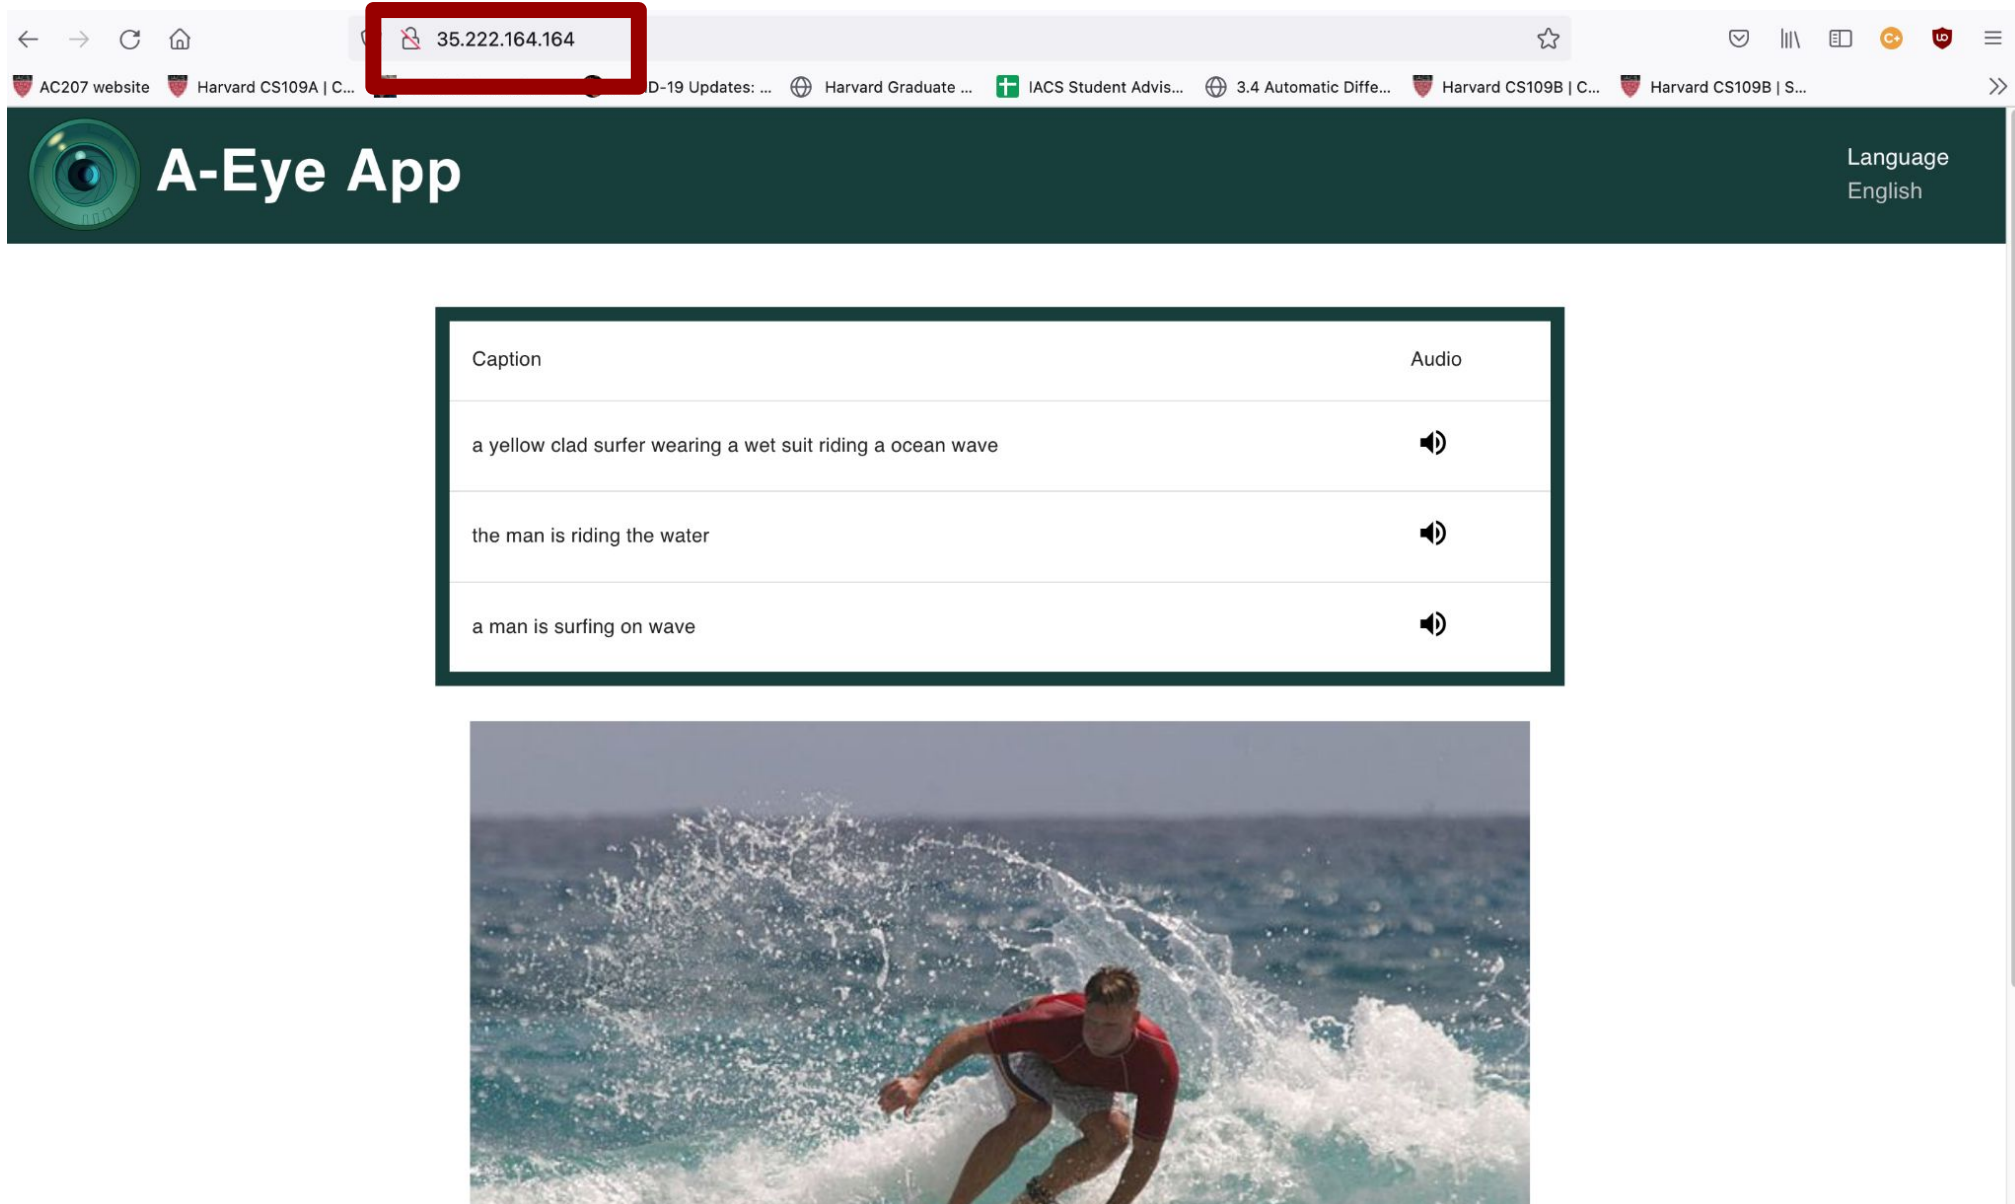 35.222.164.164
AC207 website Harvard CS109A | C... D-19 Updates: ... Harvard Graduate ... IACS Student Advis... 3.4 Automatic Diffe... Harvard CS109B | C... Harvard CS109B | S...
A-Eye App
Language
English
Caption Audio
a yellow clad surfer wearing a wet suit riding a ocean wave
the man is riding the water
a man is surfing on wave